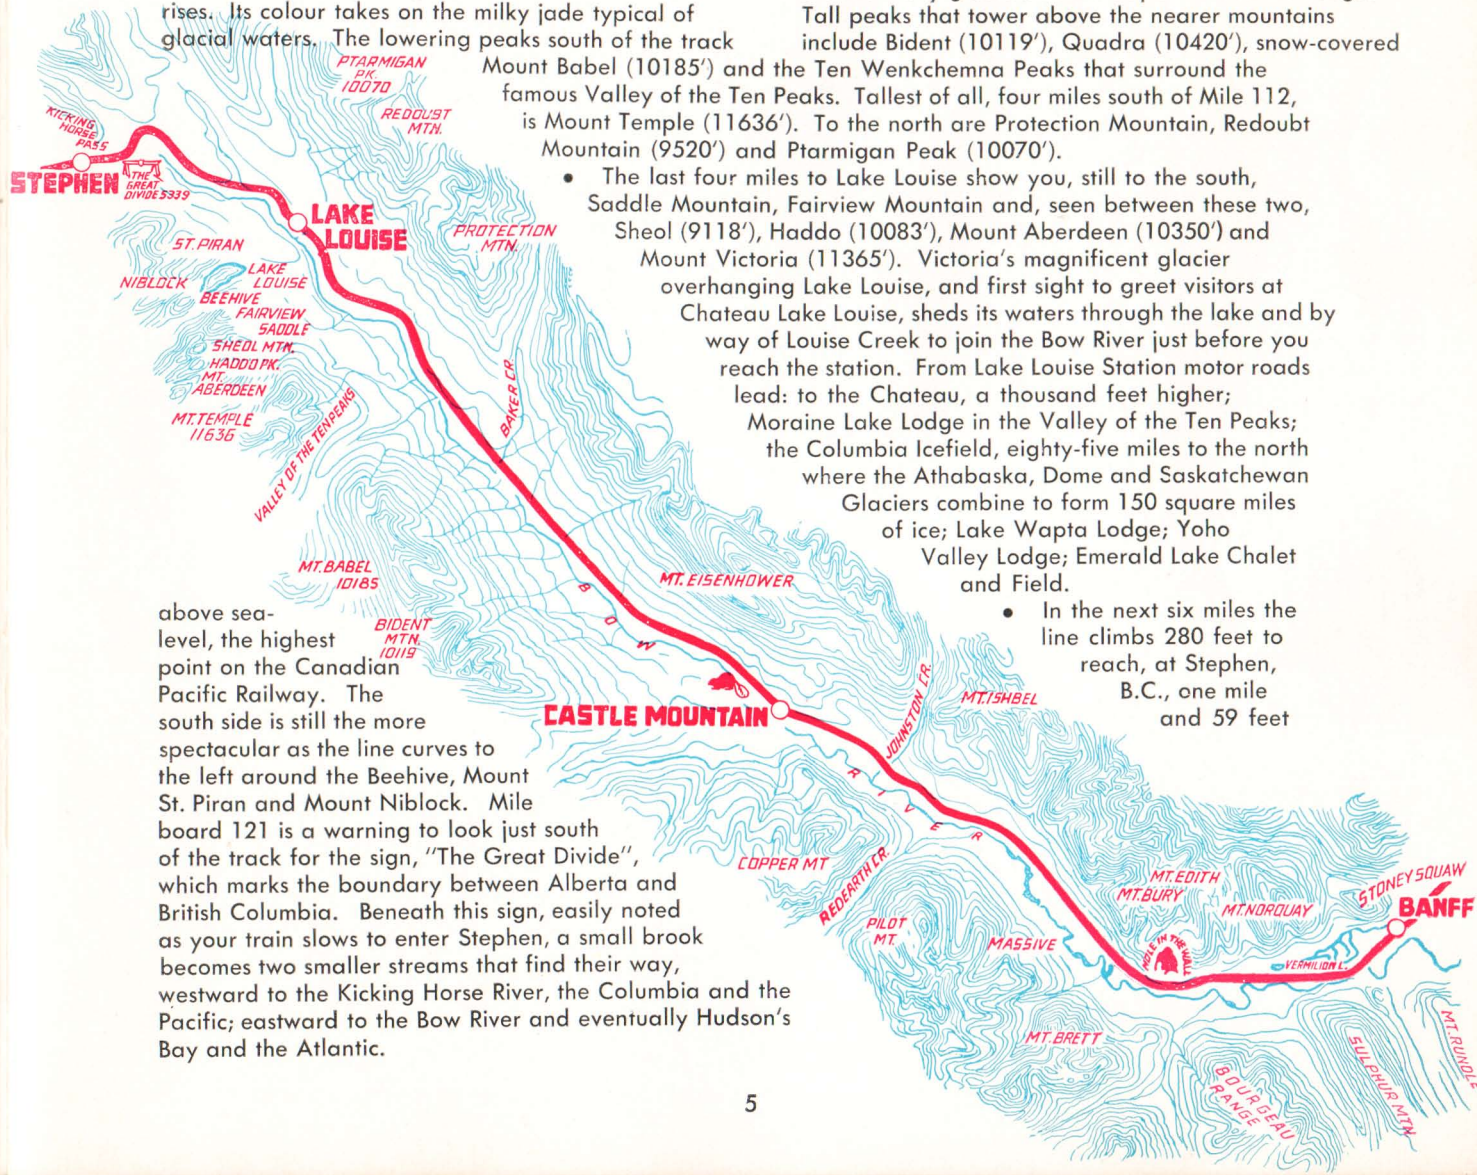 rises. Its colour takes on the milky jade typical of
glacial waters. The lowering peaks south of the track
Tall peaks that tower above the nearer mountains
include Bident (10119′), Quadra (10420′), snow-covered
Mount Babel (10185′) and the Ten Wenkchemna Peaks that surround the
famous Valley of the Ten Peaks. Tallest of all, four miles south of Mile 112,
is Mount Temple (11636′). To the north are Protection Mountain, Redoubt
Mountain (9520′) and Ptarmigan Peak (10070′).
• The last four miles to Lake Louise show you, still to the south,
Saddle Mountain, Fairview Mountain and, seen between these two,
Sheol (9118′), Haddo (10083′), Mount Aberdeen (10350′) and
Mount Victoria (11365′). Victoria's magnificent glacier
overhanging Lake Louise, and first sight to greet visitors at
Chateau Lake Louise, sheds its waters through the lake and by
way of Louise Creek to join the Bow River just before you
reach the station. From Lake Louise Station motor roads
lead: to the Chateau, a thousand feet higher;
Moraine Lake Lodge in the Valley of the Ten Peaks;
the Columbia Icefield, eighty-five miles to the north
where the Athabaska, Dome and Saskatchewan
Glaciers combine to form 150 square miles
of ice; Lake Wapta Lodge; Yoho
Valley Lodge; Emerald Lake Chalet
and Field.
• In the next six miles the
line climbs 280 feet to
reach, at Stephen,
B.C., one mile
and 59 feet
above sea-
level, the highest
point on the Canadian
Pacific Railway. The
south side is still the more
spectacular as the line curves to
the left around the Beehive, Mount
St. Piran and Mount Niblock. Mile
board 121 is a warning to look just south
of the track for the sign, "The Great Divide",
which marks the boundary between Alberta and
British Columbia. Beneath this sign, easily noted
as your train slows to enter Stephen, a small brook
becomes two smaller streams that find their way,
westward to the Kicking Horse River, the Columbia and the
Pacific; eastward to the Bow River and eventually Hudson's
Bay and the Atlantic.
PTARMIGAN
PK.
10070
REDOUBT
MTN.
KICKING
HORSE
PASS
STEPHEN
THE
GREAT
DIVIDE 5339
LAKE
LOUISE
PROTECTION
MTN.
ST. PIRAN
NIBLOCK
LAKE
LOUISE
BEEHIVE
FAIRVIEW
SADDLE
SHEOL MTN.
HADDO PK.
MT.
ABERDEEN
MT. TEMPLE
11636
VALLEY OF THE TEN PEAKS
BAKER CR.
MT. BABEL
10185
BIDENT
MTN.
10119
MT. EISENHOWER
BOW
RIVER
CASTLE MOUNTAIN
JOHNSTON CR.
MT. ISHBEL
COPPER MT
REDEARTH CR.
PILOT
MT.
MASSIVE
MT. BRETT
HOLE IN THE WALL
MT. EDITH
MT. BURY
MT. NORQUAY
STONEY SQUAW
BANFF
VERMILION L.
BOURGEAU
RANGE
SULPHUR MTN
MT. RUNDLE
5